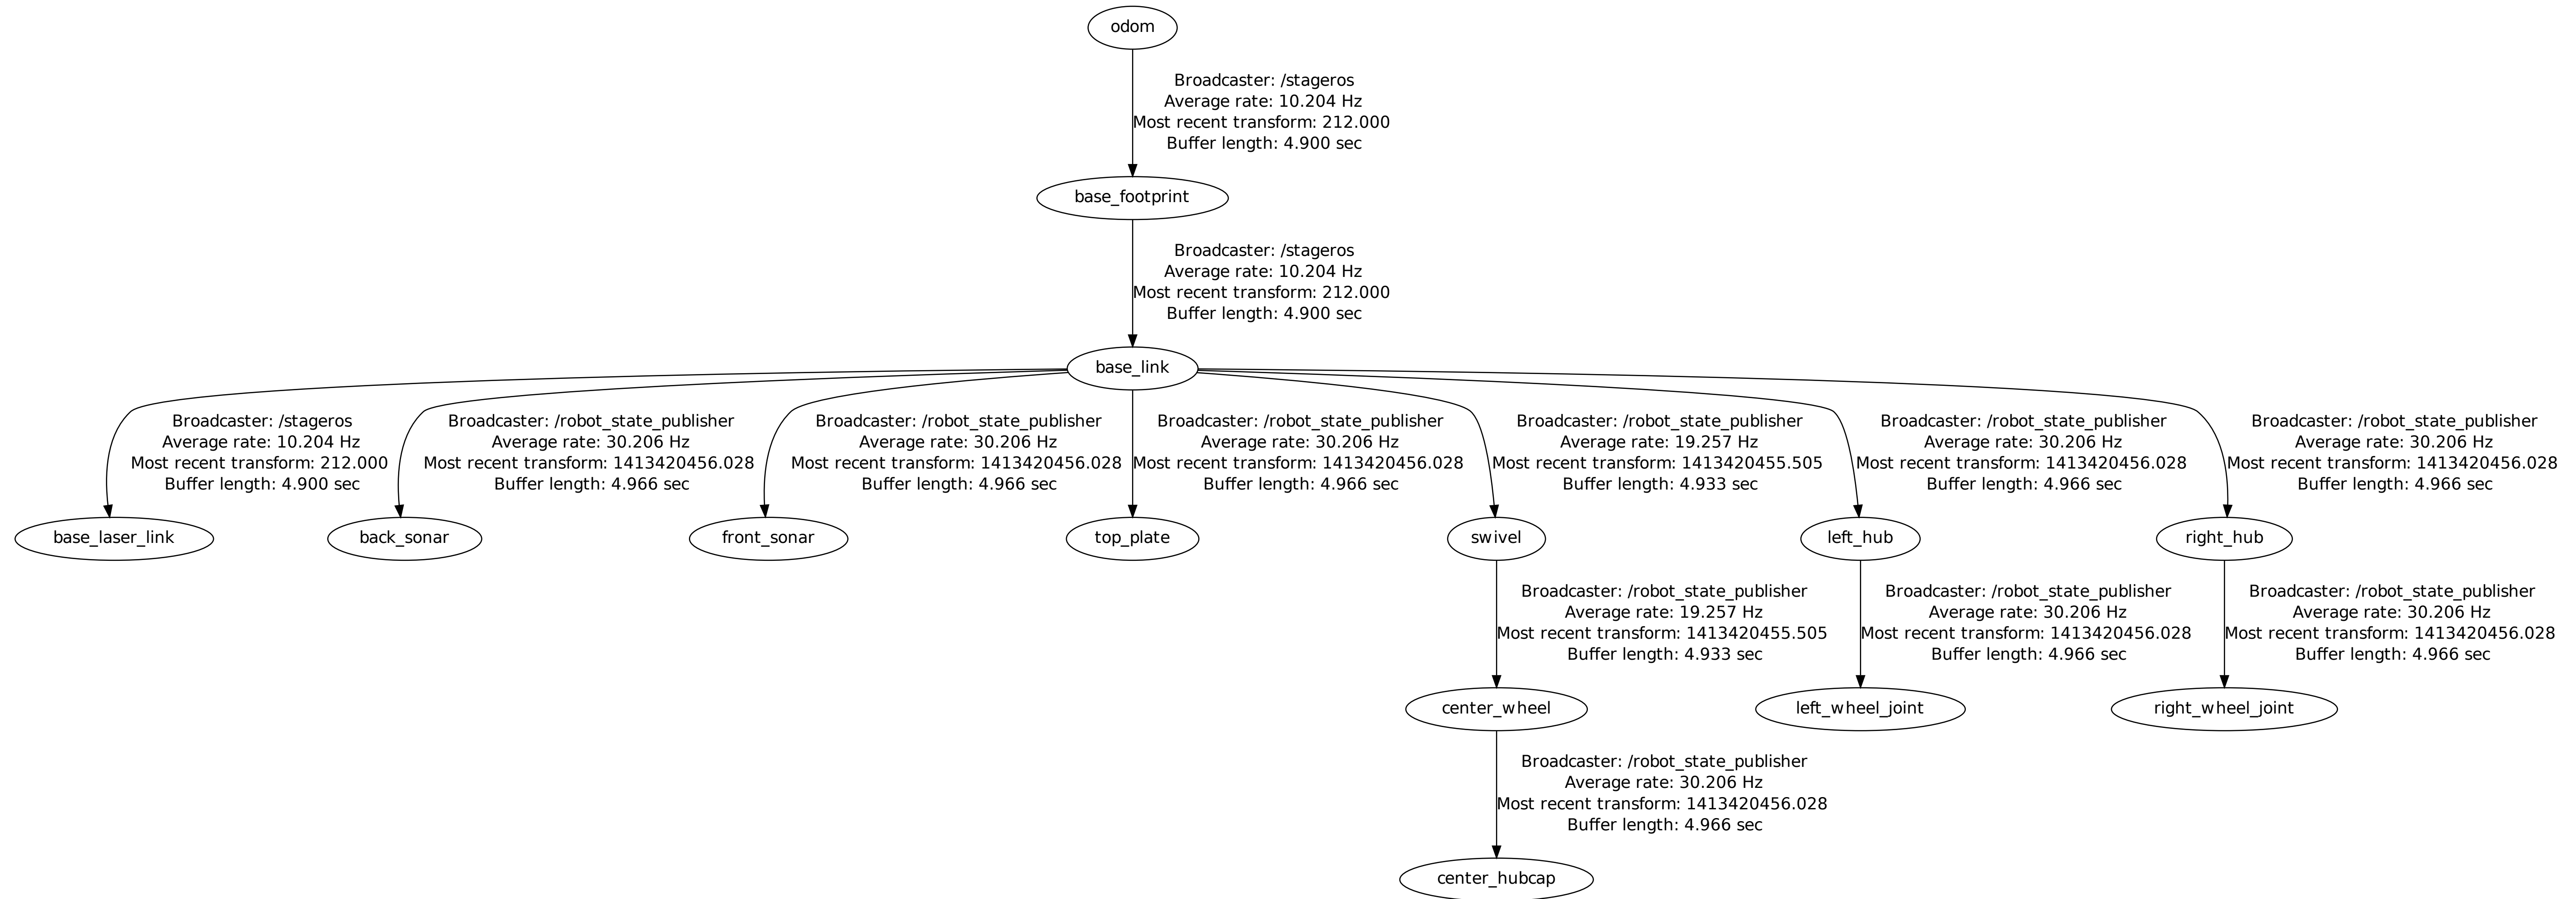 odom
Broadcaster: /stageros
Average rate: 10.204 Hz
Most recent transform: 212.000
Buffer length: 4.900 sec
base_footprint
Broadcaster: /stageros
Average rate: 10.204 Hz
Most recent transform: 212.000
Buffer length: 4.900 sec
base_link
Broadcaster: /stageros
Average rate: 10.204 Hz
Most recent transform: 212.000
Buffer length: 4.900 sec
Broadcaster: /robot_state_publisher
Average rate: 30.206 Hz
Most recent transform: 1413420456.028
Buffer length: 4.966 sec
Broadcaster: /robot_state_publisher
Average rate: 30.206 Hz
Most recent transform: 1413420456.028
Buffer length: 4.966 sec
Broadcaster: /robot_state_publisher
Average rate: 30.206 Hz
Most recent transform: 1413420456.028
Buffer length: 4.966 sec
Broadcaster: /robot_state_publisher
Average rate: 19.257 Hz
Most recent transform: 1413420455.505
Buffer length: 4.933 sec
Broadcaster: /robot_state_publisher
Average rate: 30.206 Hz
Most recent transform: 1413420456.028
Buffer length: 4.966 sec
Broadcaster: /robot_state_publisher
Average rate: 30.206 Hz
Most recent transform: 1413420456.028
Buffer length: 4.966 sec
base_laser_link
back_sonar
front_sonar
top_plate
swivel
left_hub
right_hub
Broadcaster: /robot_state_publisher
Average rate: 19.257 Hz
Most recent transform: 1413420455.505
Buffer length: 4.933 sec
Broadcaster: /robot_state_publisher
Average rate: 30.206 Hz
Most recent transform: 1413420456.028
Buffer length: 4.966 sec
Broadcaster: /robot_state_publisher
Average rate: 30.206 Hz
Most recent transform: 1413420456.028
Buffer length: 4.966 sec
center_wheel
left_wheel_joint
right_wheel_joint
Broadcaster: /robot_state_publisher
Average rate: 30.206 Hz
Most recent transform: 1413420456.028
Buffer length: 4.966 sec
center_hubcap